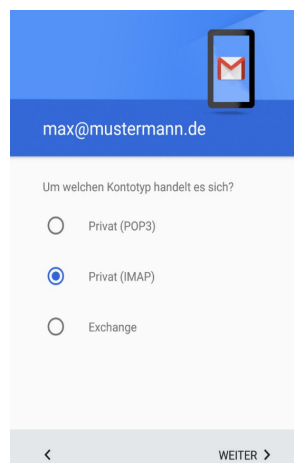 max@mustermann.de
Um welchen Kontotyp handelt es sich?
Privat (POP3)
Privat (IMAP)
Exchange
WEITER